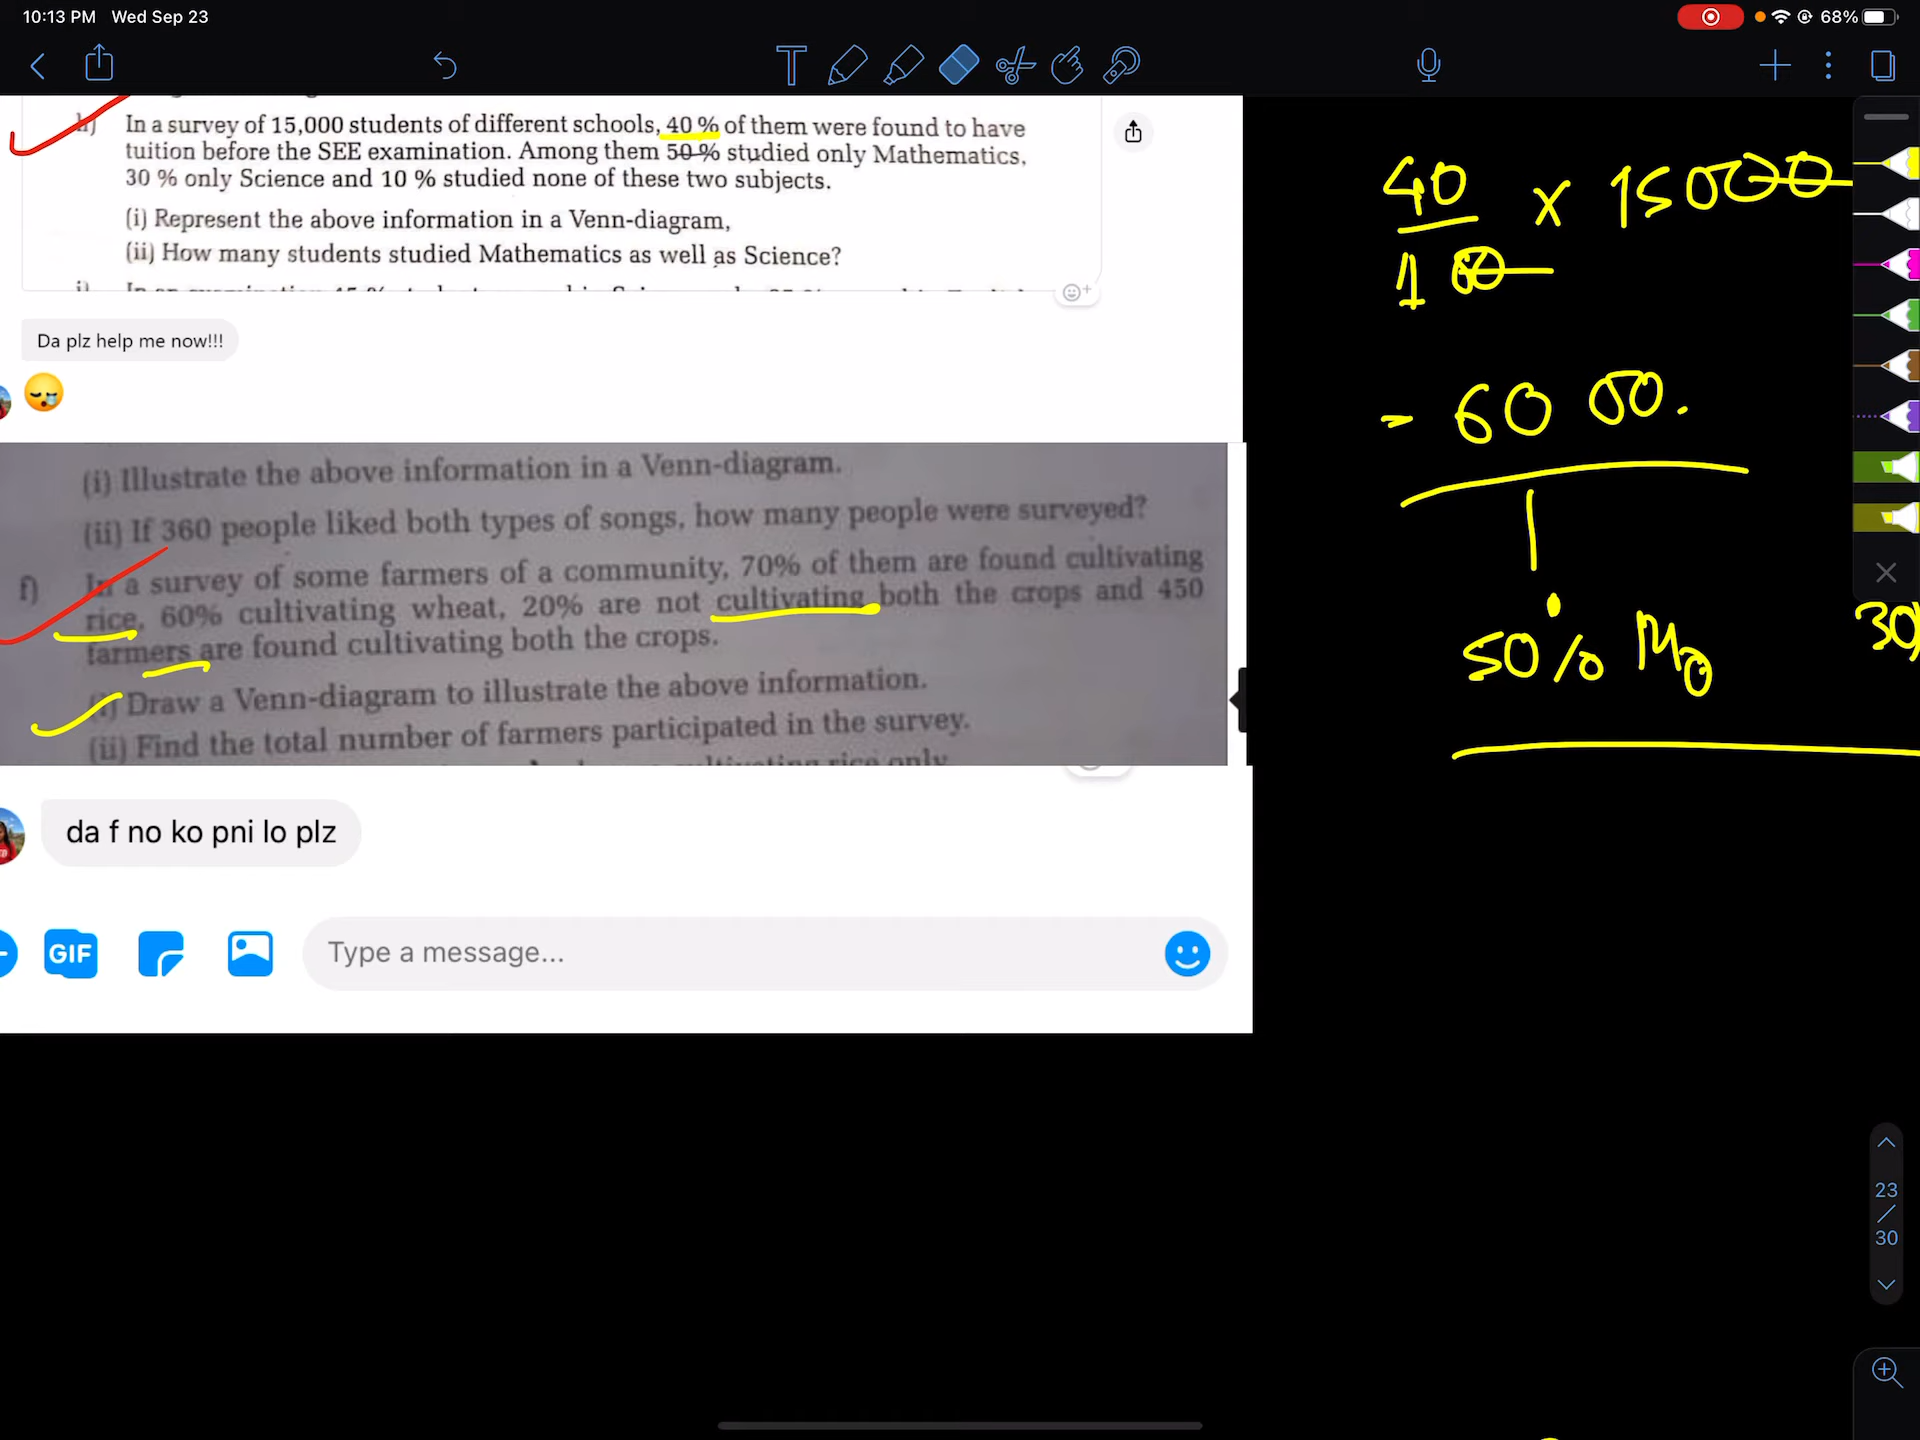 10:13 PM Wed Sep 23
68%
h) In a survey of 15,000 students of different schools, 40 % of them were found to have
tuition before the SEE examination. Among them 50 % studied only Mathematics,
30 % only Science and 10 % studied none of these two subjects.
(i) Represent the above information in a Venn-diagram,
(ii) How many students studied Mathematics as well as Science?
Da plz help me now!!!
(i) Illustrate the above information in a Venn-diagram.
(ii) If 360 people liked both types of songs, how many people were surveyed?
f) In a survey of some farmers of a community, 70% of them are found cultivating
rice, 60% cultivating wheat, 20% are not cultivating both the crops and 450
farmers are found cultivating both the crops.
(i) Draw a Venn-diagram to illustrate the above information.
(ii) Find the total number of farmers participated in the survey.
rice only
da f no ko pni lo plz
GIF
Type a message...
40
× 15000
100
= 6000.
50% Mo
30
23
/
30